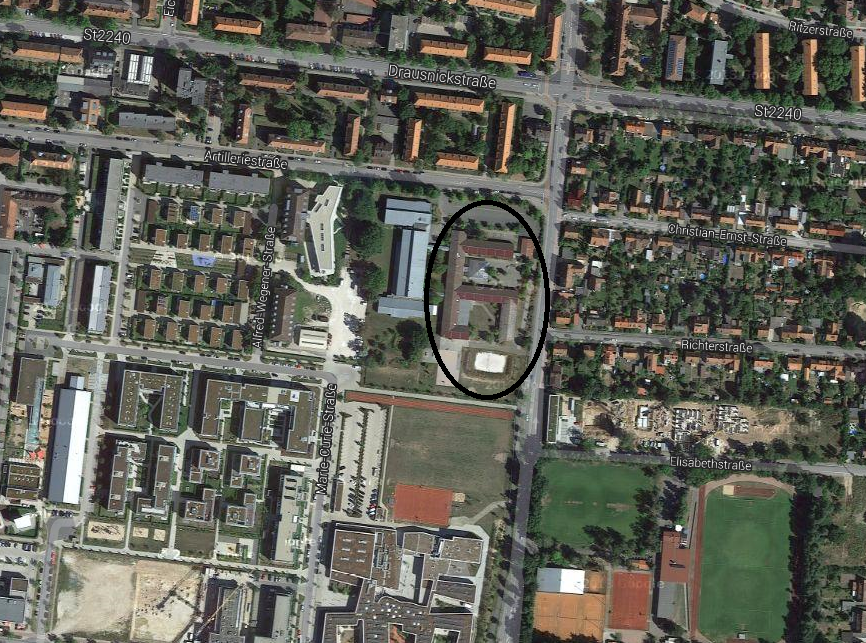 Ritzerstraße
St2240
Drausnickstraße
St2240
Artilleriestraße
Christian-Ernst-Straße
Alfred-Wegener-Straße
Richterstraße
Marie-Curie-Straße
Elisabethstraße